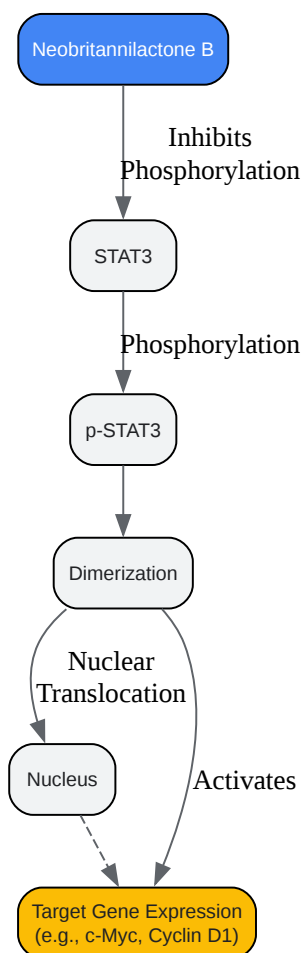 Neobritannilactone B
Inhibits
Phosphorylation
STAT3
Phosphorylation
p-STAT3
Dimerization
Nuclear
Translocation
Nucleus
Activates
Target Gene Expression
(e.g., c-Myc, Cyclin D1)